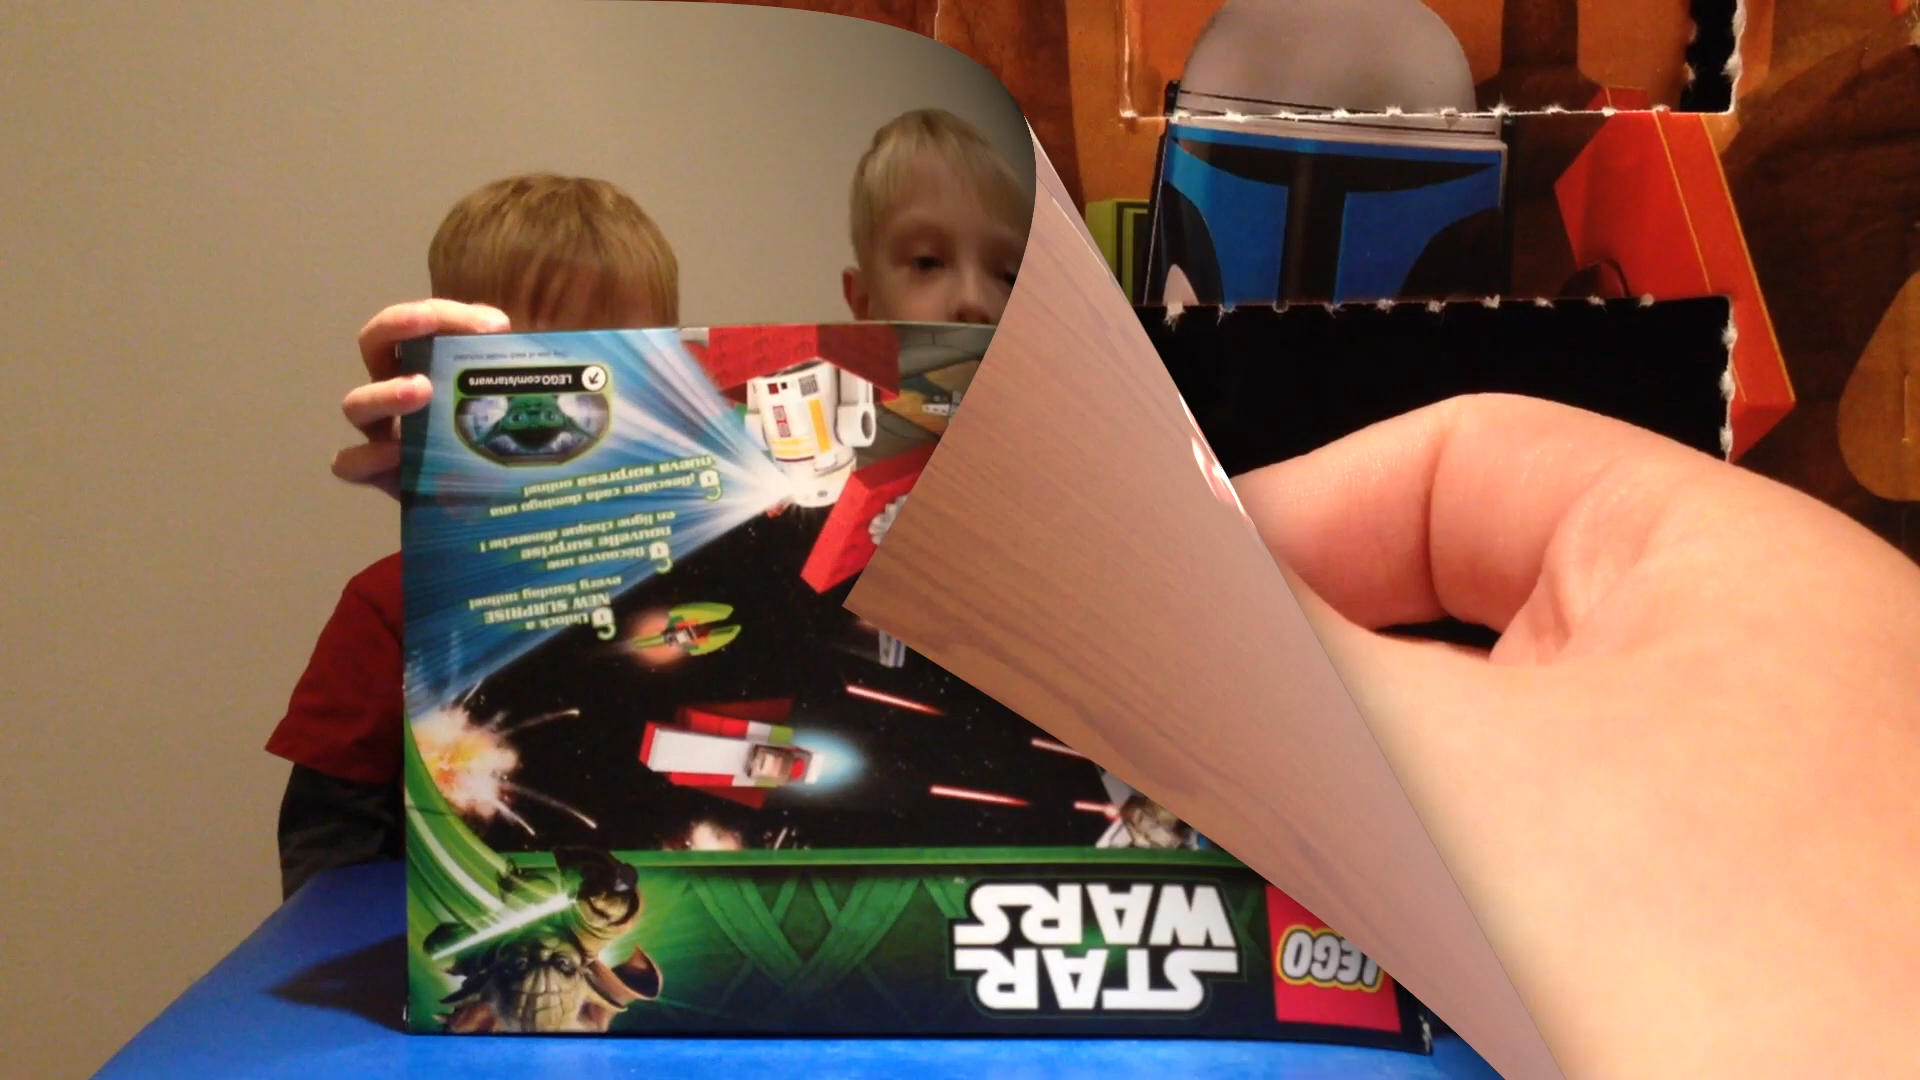 STAR
WARS
LEGO
Unlock a
NEW SURPRISE
every Sunday online!
Découvre une
nouvelle surprise
en ligne chaque dimanche !
¡Descubre cada domingo una
nueva sorpresa online!
LEGO.com/starwars